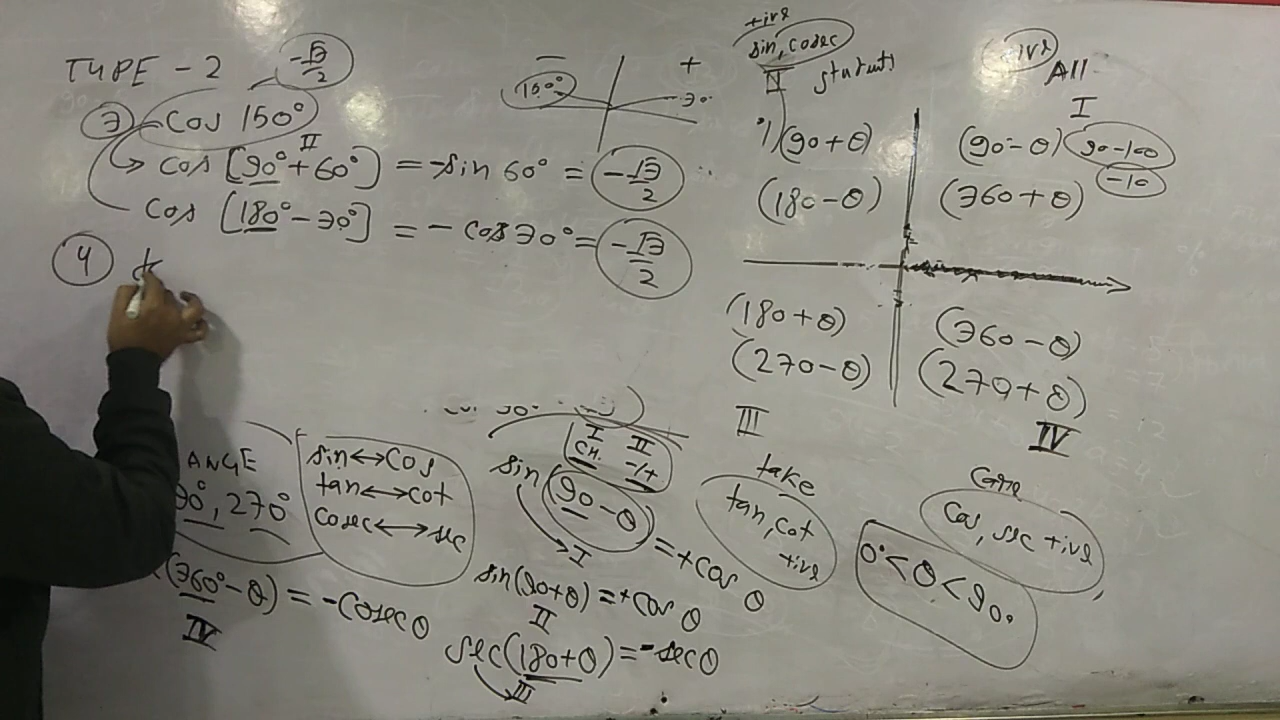 TYPE - 2
-√3/2
3 cos 150°
II
cos [90° + 60°] = -sin 60° = -√3/2
cos [180° - 30°] = - cos 30° = -√3/2
4
- +
150° 30°
+ive
sin, cosec
II students
(90 + θ)
(180 - θ)
ive All
I
(90 - θ) 90-100
-10
(360 + θ)
(180 + θ)
(270 - θ)
III
take
tan, cot
+ive
(360 - θ)
(270 + θ)
IV
Care
Cos, sec +ive
0° < θ < 90°
ANGE
90°, 270°
sin ↔ cos
tan ↔ cot
cosec ↔ sec
(360° - θ) = -cosec θ
IV
I II
CH. -/+
sin (90 - θ) = +cos θ
I
sin(90+θ) = +cos θ
II
sec(180+θ) = -sec θ
III